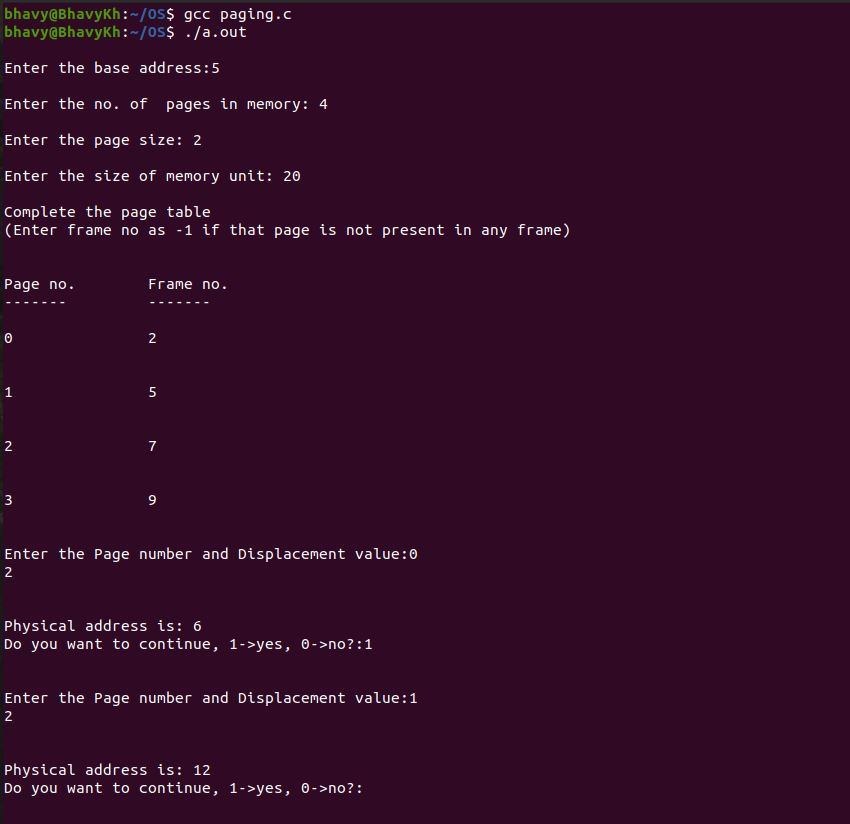 bhavy@BhavyKh:~/OS$ gcc paging.c
bhavy@BhavyKh:~/OS$ ./a.out
Enter the base address:5
Enter the no. of  pages in memory: 4
Enter the page size: 2
Enter the size of memory unit: 20
Complete the page table
(Enter frame no as -1 if that page is not present in any frame)
Page no.        Frame no.
-------         -------
0               2
1               5
2               7
3               9
Enter the Page number and Displacement value:0
2
Physical address is: 6
Do you want to continue, 1->yes, 0->no?:1
Enter the Page number and Displacement value:1
2
Physical address is: 12
Do you want to continue, 1->yes, 0->no?: